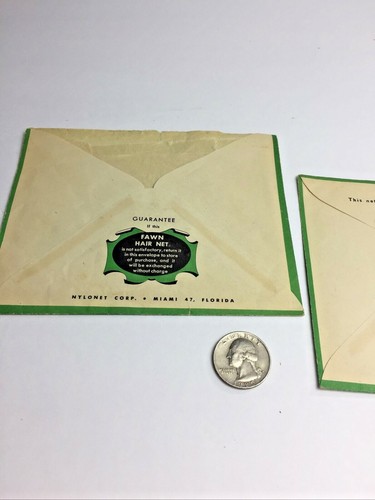 GUARANTEE
If this
FAWN
HAIR NET
is not satisfactory, return it
in this envelope to store
of purchase, and it
will be exchanged
without charge
NYLONET CORP. • MIAMI 47, FLORIDA
This